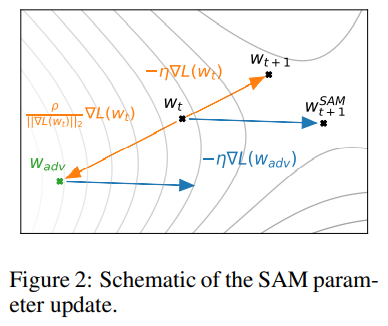 −η∇L(w_t)
w_{t+1}
ρ/||∇L(w_t)||_2 ∇L(w_t)
w_t
w_{t+1}^{SAM}
w_{adv}
−η∇L(w_{adv})
Figure 2: Schematic of the SAM param-
eter update.